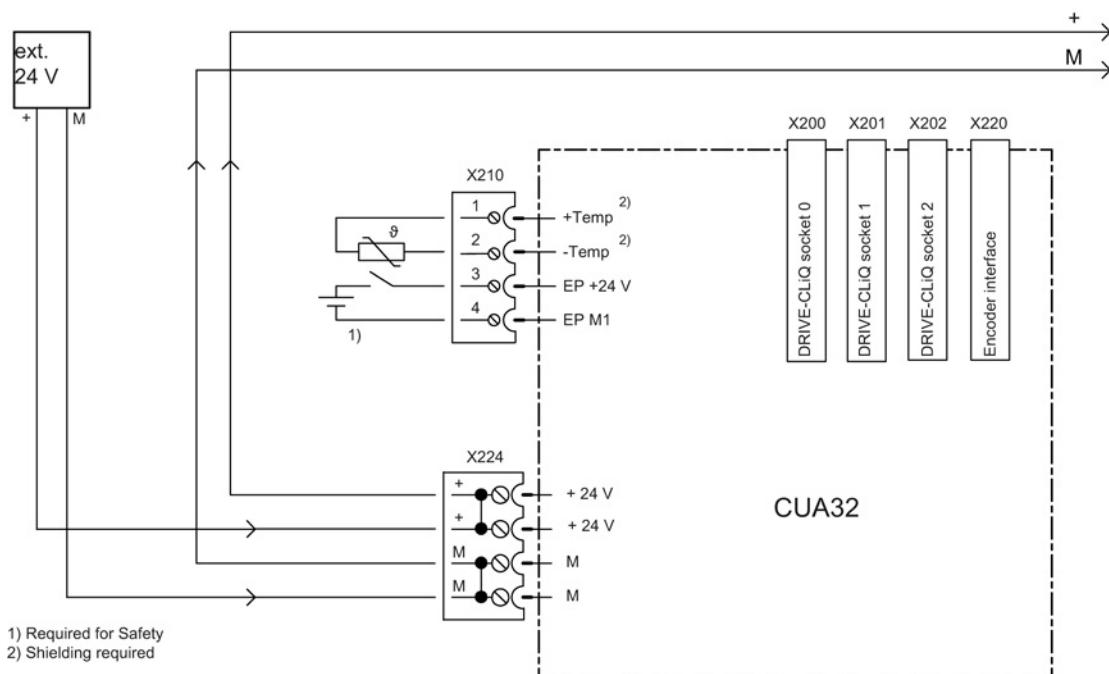 +
M
ext.
24 V
+
M
X200
X201
X202
X220
DRIVE-CLiQ socket 0
DRIVE-CLiQ socket 1
DRIVE-CLiQ socket 2
Encoder interface
X210
1
+Temp 2)
ϑ
2
-Temp 2)
3
EP +24 V
4
EP M1
1)
X224
+
+ 24 V
+
+ 24 V
M
M
M
M
CUA32
1) Required for Safety
2) Shielding required